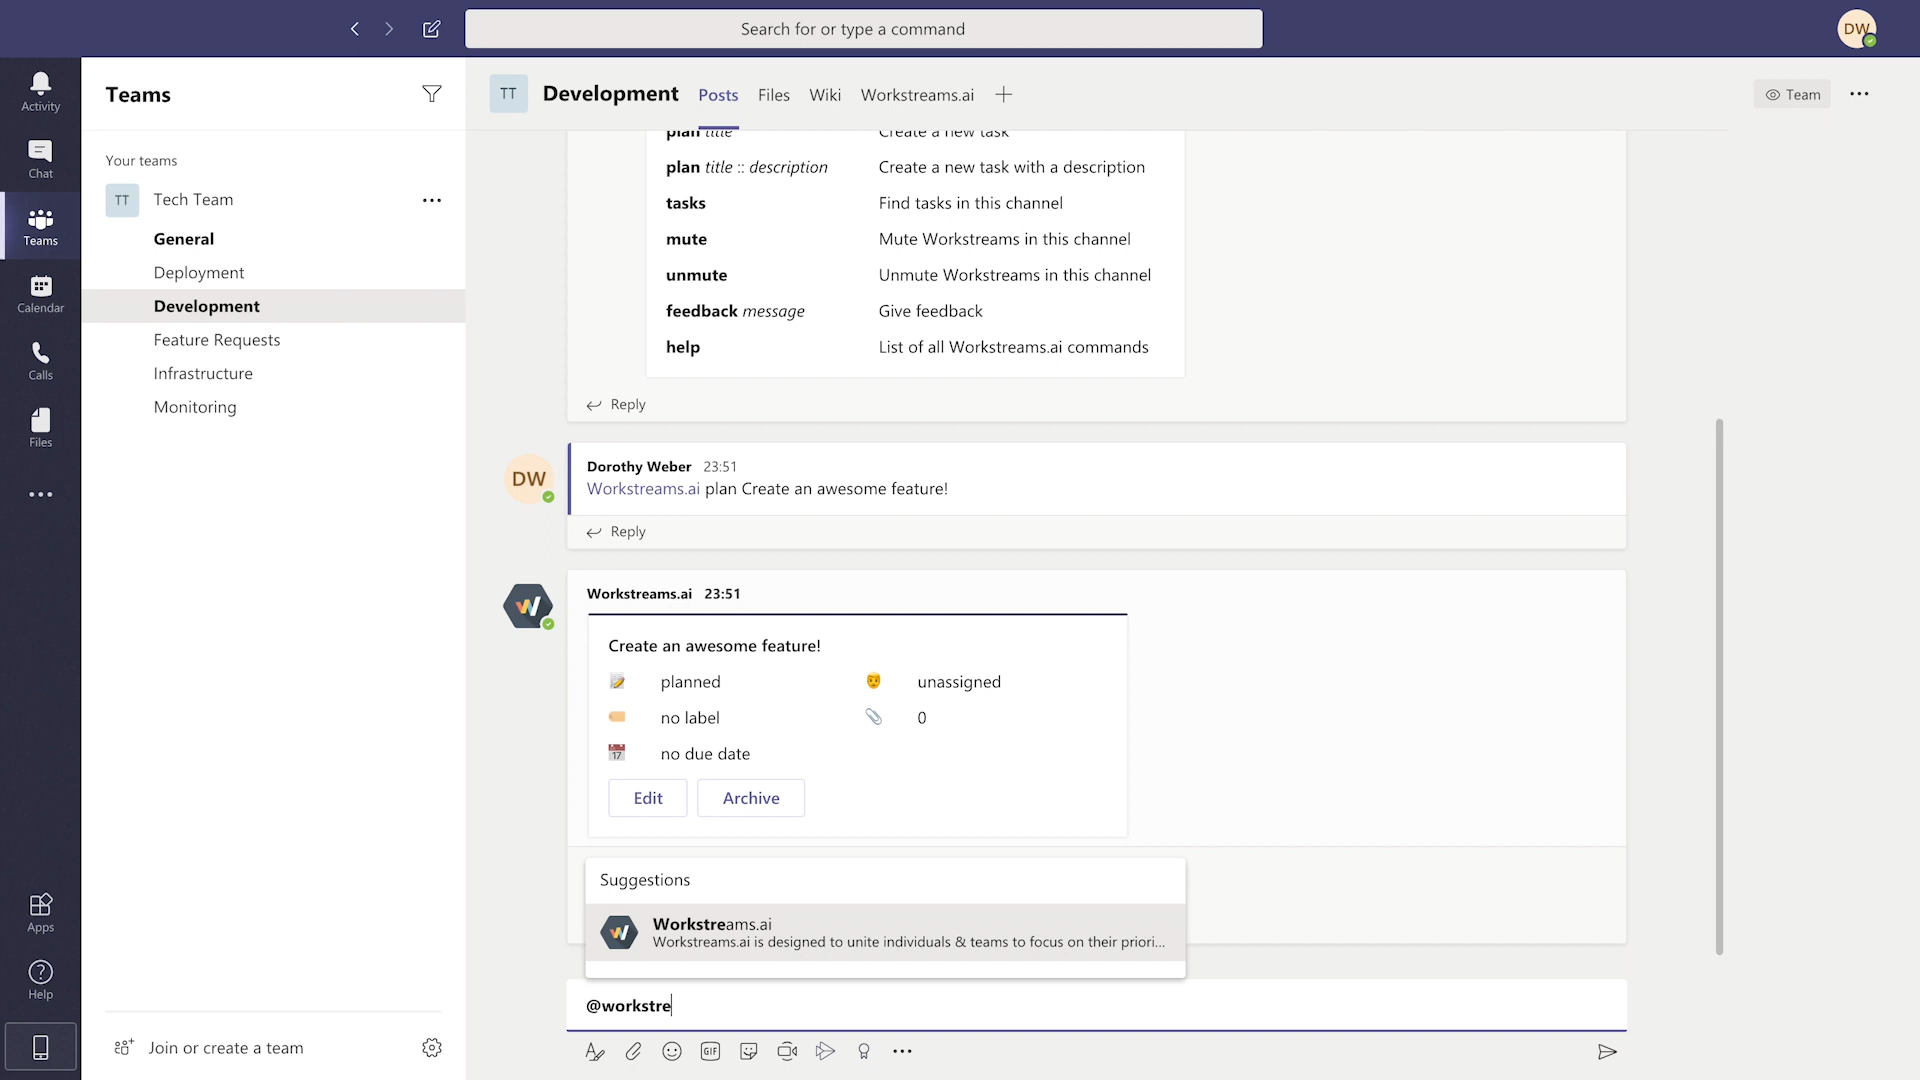 Search for or type a command
DW
Activity
Chat
Teams
Calendar
Calls
Files
Apps
Help
Teams
Your teams
TT Tech Team
General
Deployment
Development
Feature Requests
Infrastructure
Monitoring
Join or create a team
TT Development Posts Files Wiki Workstreams.ai
Team
plan title Create a new task
plan title :: description Create a new task with a description
tasks Find tasks in this channel
mute Mute Workstreams in this channel
unmute Unmute Workstreams in this channel
feedback message Give feedback
help List of all Workstreams.ai commands
Reply
DW
Dorothy Weber 23:51
Workstreams.ai plan Create an awesome feature!
Reply
W
Workstreams.ai 23:51
Create an awesome feature!
planned unassigned
no label 0
17 no due date
Edit Archive
Suggestions
W
Workstreams.ai
Workstreams.ai is designed to unite individuals & teams to focus on their priori...
@workstre
GIF